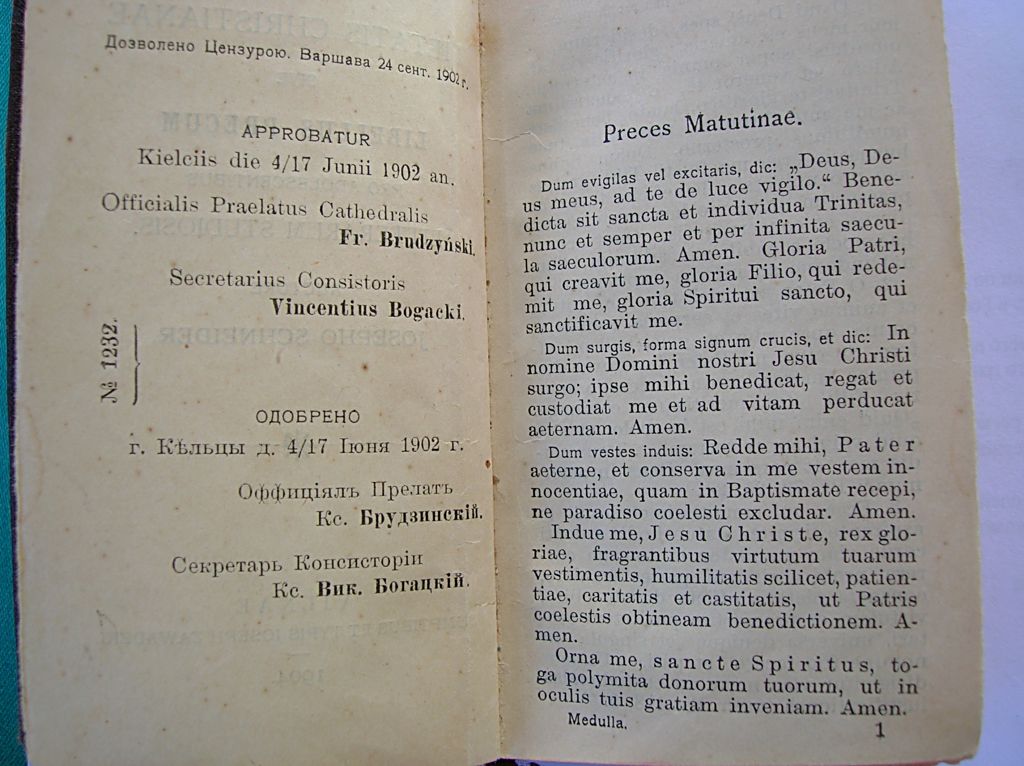 Дозволено Цензурою. Варшава 24 сент. 1902 г.
APPROBATUR
Kielciis die 4/17 Junii 1902 an.
Officialis Praelatus Cathedralis
Fr. Brudzyński.
Secretarius Consistoris
Vincentius Bogacki.
№ 1232.
ОДОБРЕНО
г. Кѣльцы д. 4/17 Іюня 1902 г.
Оффиціялъ Прелатъ
Кс. Брудзинскій.
Секретарь Консисторіи
Кс. Вик. Богацкій.
Preces Matutinae.
Dum evigilas vel excitaris, dic: „Deus, De-
us meus, ad te de luce vigilo.“ Bene-
dicta sit sancta et individua Trinitas,
nunc et semper et per infinita saecu-
la saeculorum. Amen. Gloria Patri,
qui creavit me, gloria Filio, qui rede-
mit me, gloria Spiritui sancto, qui
sanctificavit me.
Dum surgis, forma signum crucis, et dic: In
nomine Domini nostri Jesu Christi
surgo; ipse mihi benedicat, regat et
custodiat me et ad vitam perducat
aeternam. Amen.
Dum vestes induis: Redde mihi, Pater
aeterne, et conserva in me vestem in-
nocentiae, quam in Baptismate recepi,
ne paradiso coelesti excludar. Amen.
Indue me, Jesu Christe, rex glo-
riae, fragrantibus virtutum tuarum
vestimentis, humilitatis scilicet, patien-
tiae, caritatis et castitatis, ut Patris
coelestis obtineam benedictionem. A-
men.
Orna me, sancte Spiritus, to-
ga polymita donorum tuorum, ut in
oculis tuis gratiam inveniam. Amen.
Medulla.
1